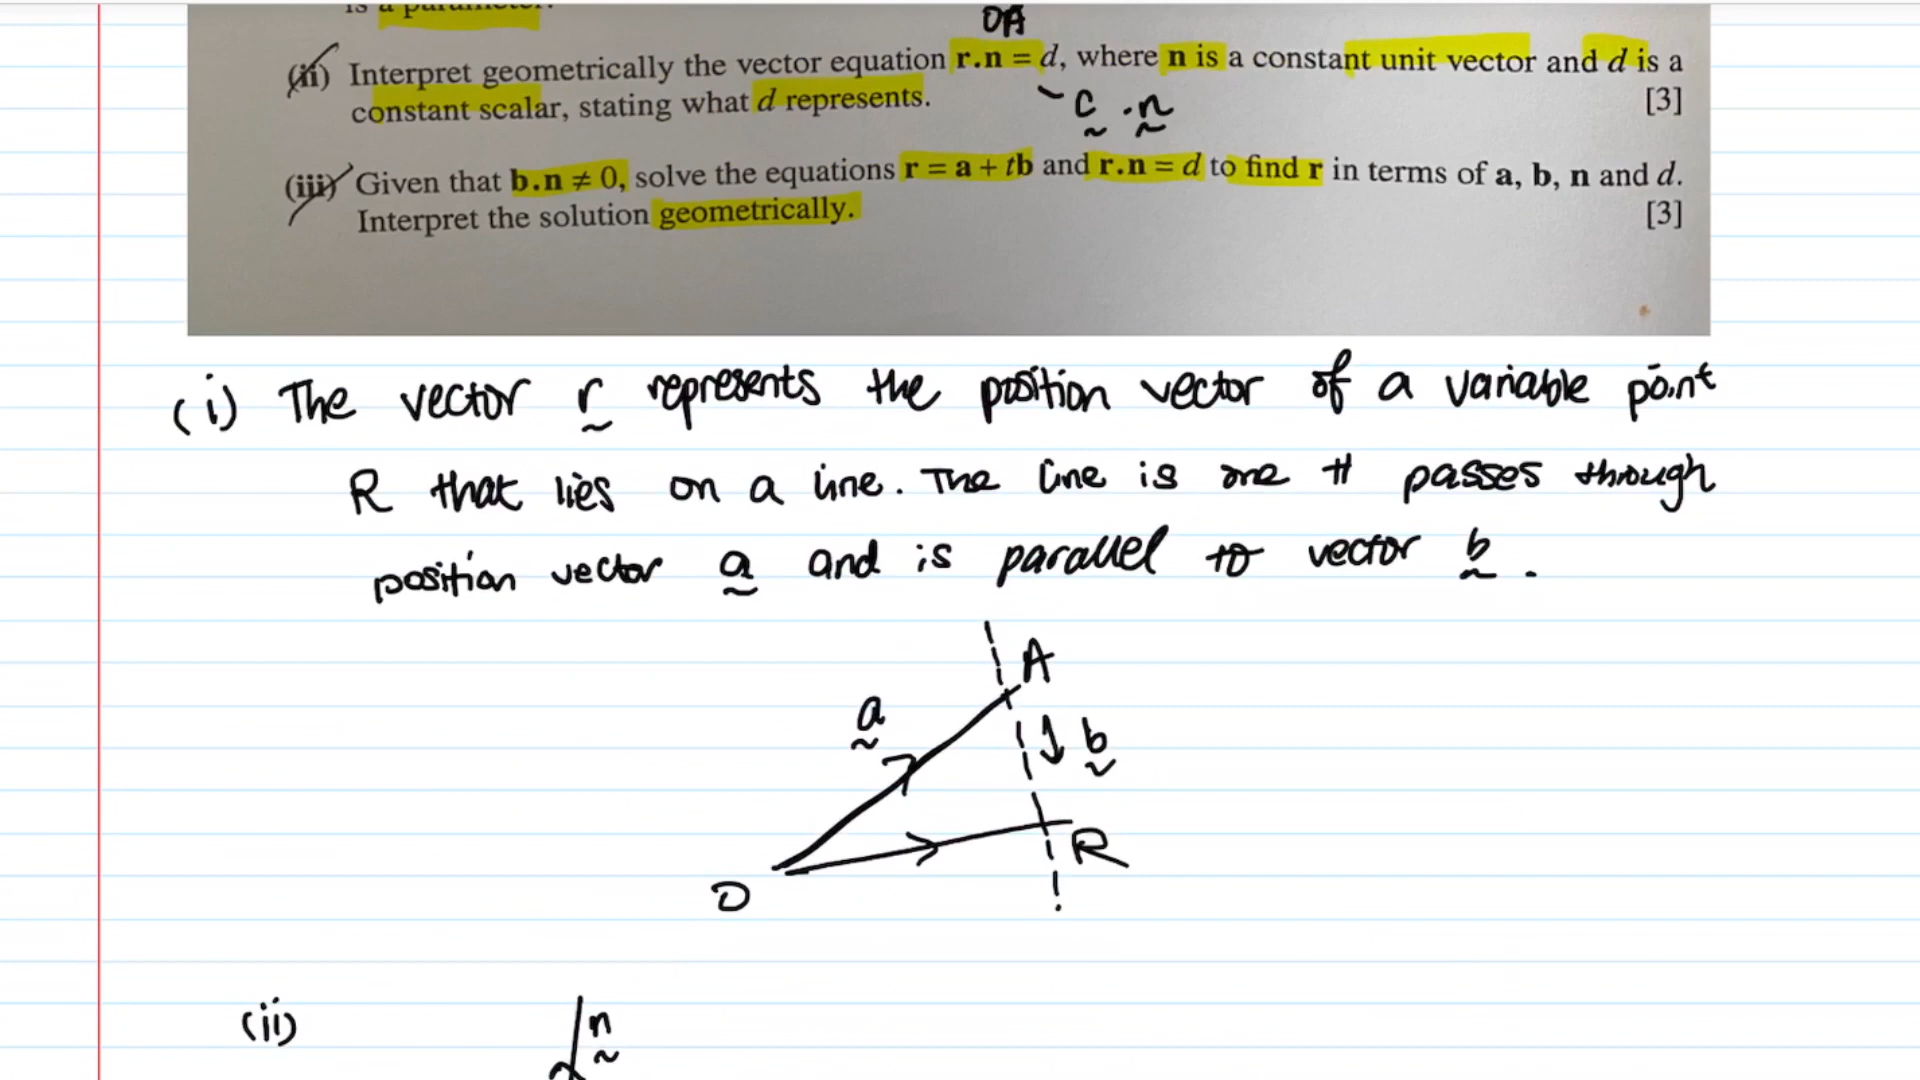 is a parameter.
OA
(ii) Interpret geometrically the vector equation r.n = d, where n is a constant unit vector and d is a
constant scalar, stating what d represents. [3]
c . n
(iii) Given that b.n ≠ 0, solve the equations r = a + tb and r.n = d to find r in terms of a, b, n and d.
Interpret the solution geometrically. [3]
(i) The vector r represents the position vector of a variable point
R that lies on a line. The line is one tt passes through
position vector a and is parallel to vector b.
A
a
b
R
O
(ii) n